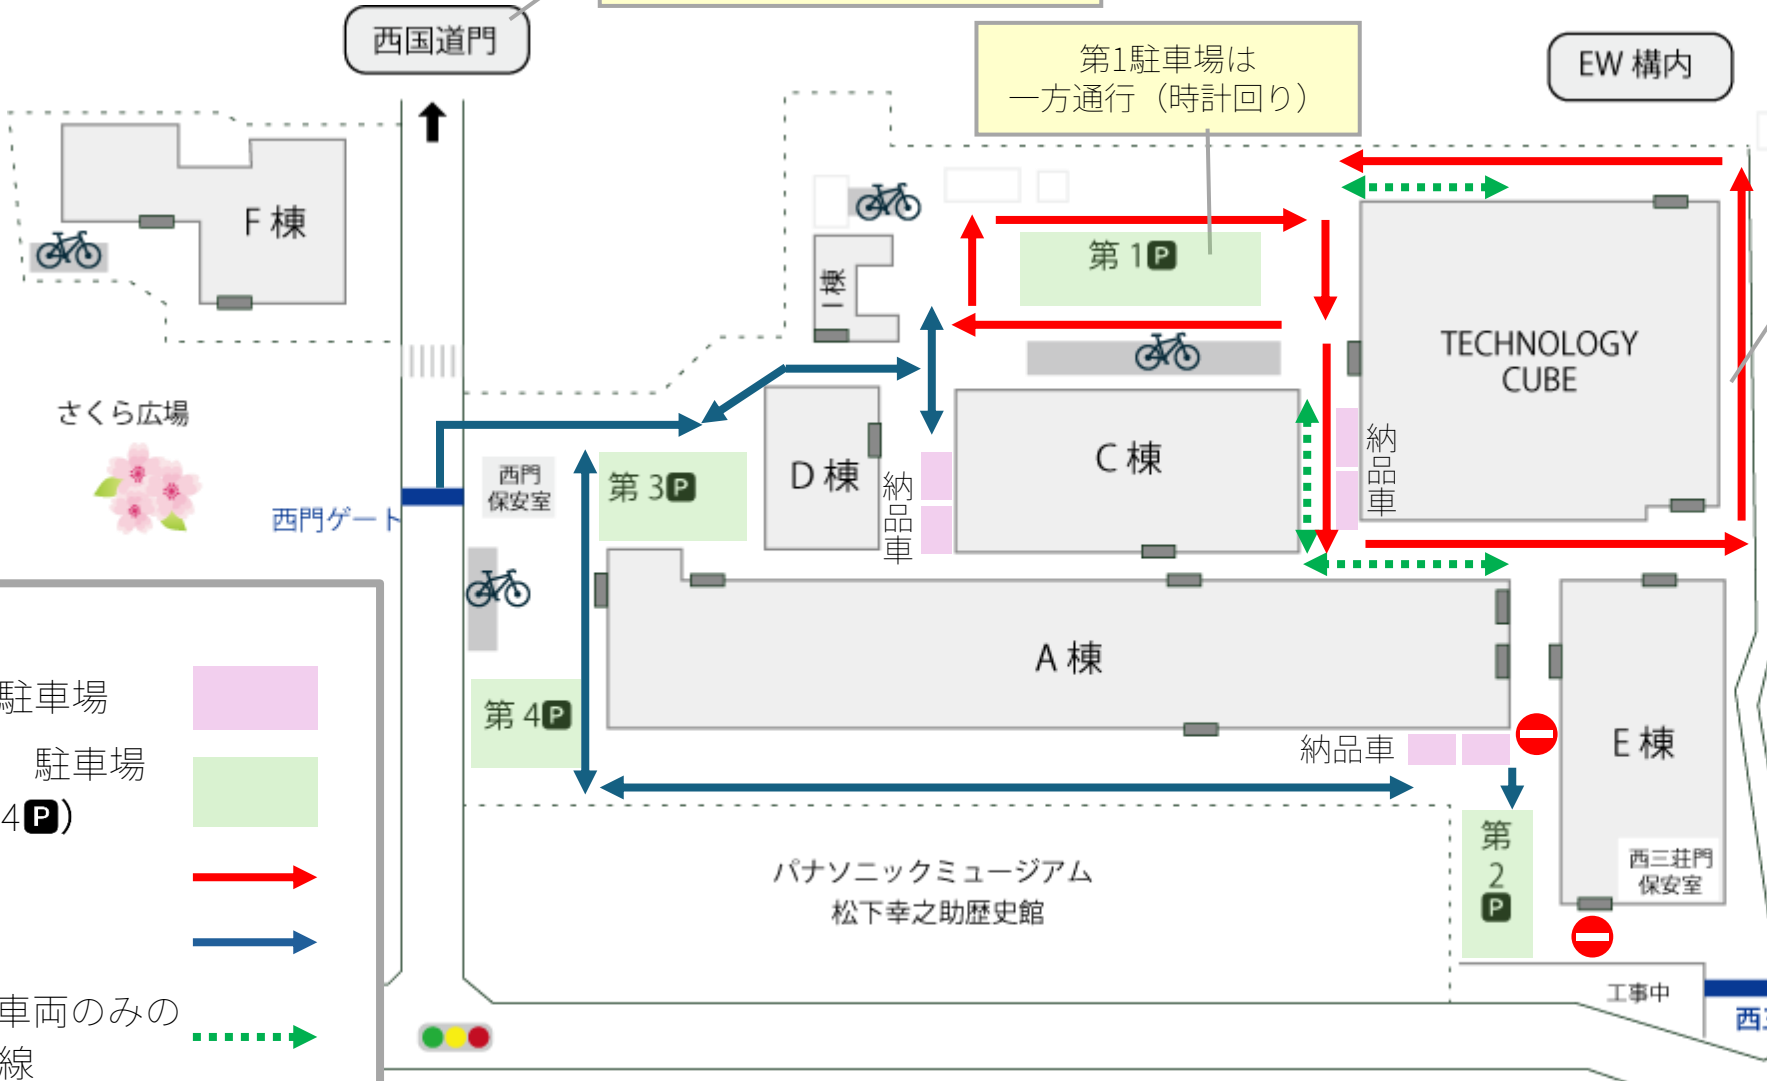 西国道門
第1駐車場は
一方通行（時計回り）
EW 構内
F 棟
I 棟
第 1 P
TECHNOLOGY
CUBE
さくら広場
西門
保安室
第 3 P
D 棟
納品車
C 棟
納品車
西門ゲート
A 棟
第 4 P
納品車
E 棟
駐車場
駐車場
4 P)
パナソニックミュージアム
松下幸之助歴史館
第
2
P
西三荘門
保安室
工事中
車両のみの
線